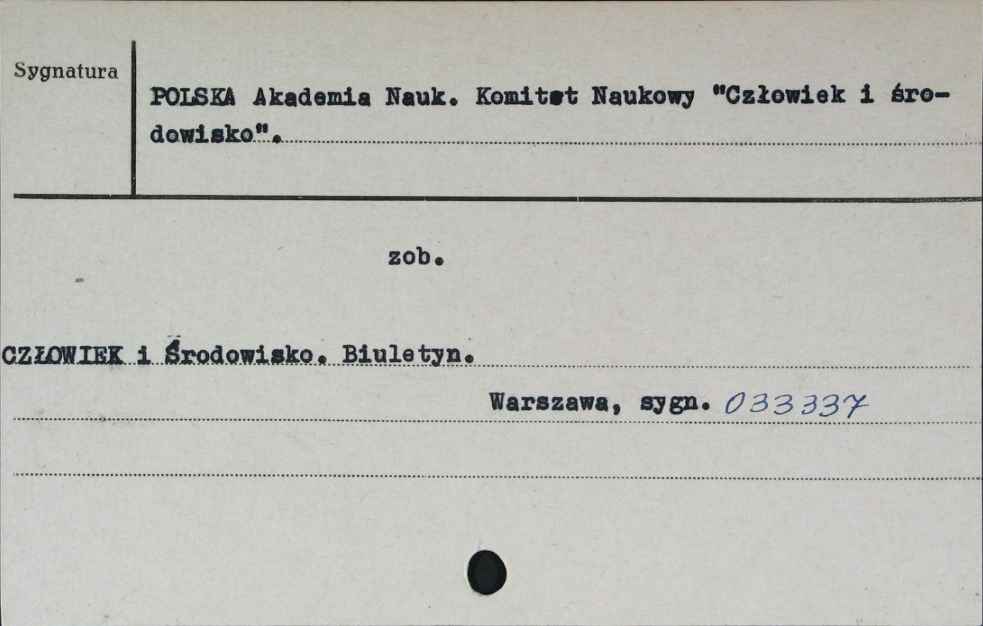 Sygnatura
POLSKA Akademia Nauk. Komitet Naukowy "Człowiek i śro-
dowisko".
zob.
CZŁOWIEK i Środowisko. Biuletyn.
Warszawa, sygn. 033337